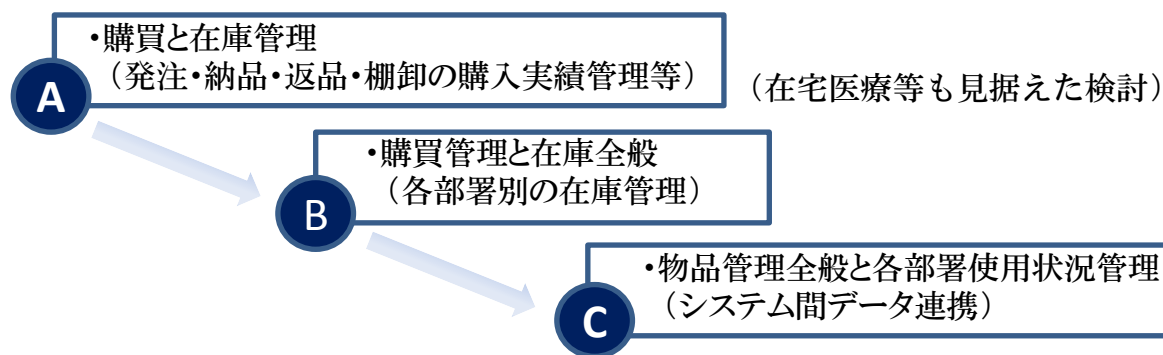 ・購買と在庫管理
（発注・納品・返品・棚卸の購入実績管理等）
A
（在宅医療等も見据えた検討）
・購買管理と在庫全般
（各部署別の在庫管理）
B
・物品管理全般と各部署使用状況管理
（システム間データ連携）
C